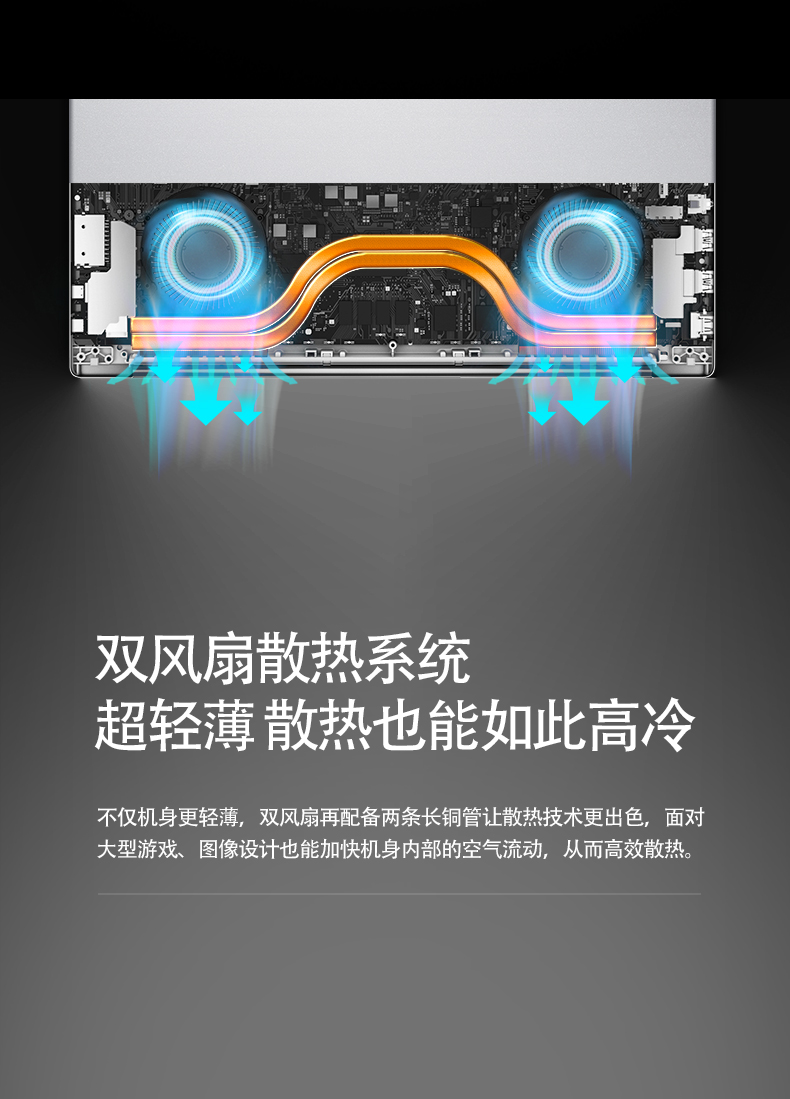 双风扇散热系统
超轻薄 散热也能如此高冷
不仅机身更轻薄，双风扇再配备两条长铜管让散热技术更出色，面对
大型游戏、图像设计也能加快机身内部的空气流动，从而高效散热。